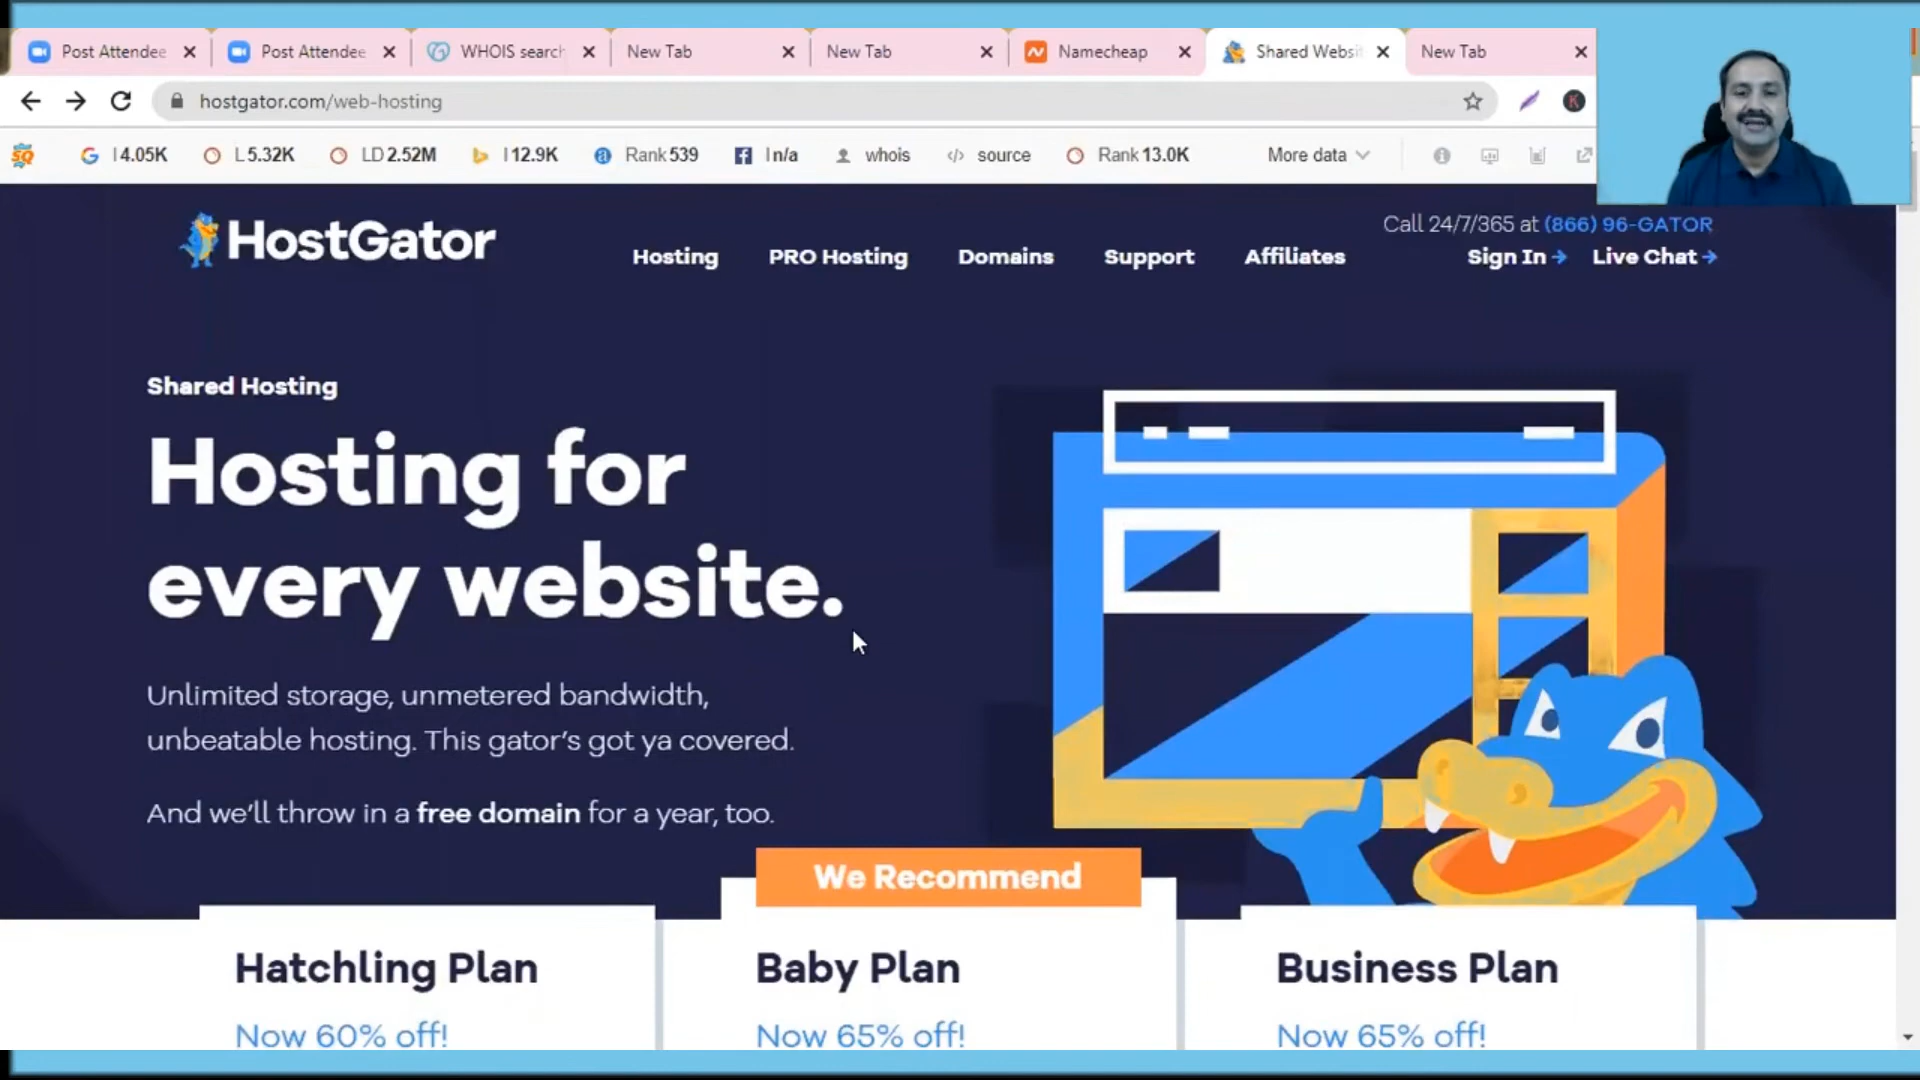 Post Attendee
Post Attendee
WHOIS search
New Tab
New Tab
Namecheap
Shared Websi
New Tab
hostgator.com/web-hosting
K
SQ
I 4.05K
L 5.32K
LD 2.52M
I 12.9K
Rank 539
I n/a
whois
source
Rank 13.0K
More data
Call 24/7/365 at (866) 96-GATOR
HostGator
Hosting
PRO Hosting
Domains
Support
Affiliates
Sign In
Live Chat
Shared Hosting
Hosting for
every website.
Unlimited storage, unmetered bandwidth,
unbeatable hosting. This gator's got ya covered.
And we'll throw in a free domain for a year, too.
We Recommend
Hatchling Plan
Now 60% off!
Baby Plan
Now 65% off!
Business Plan
Now 65% off!